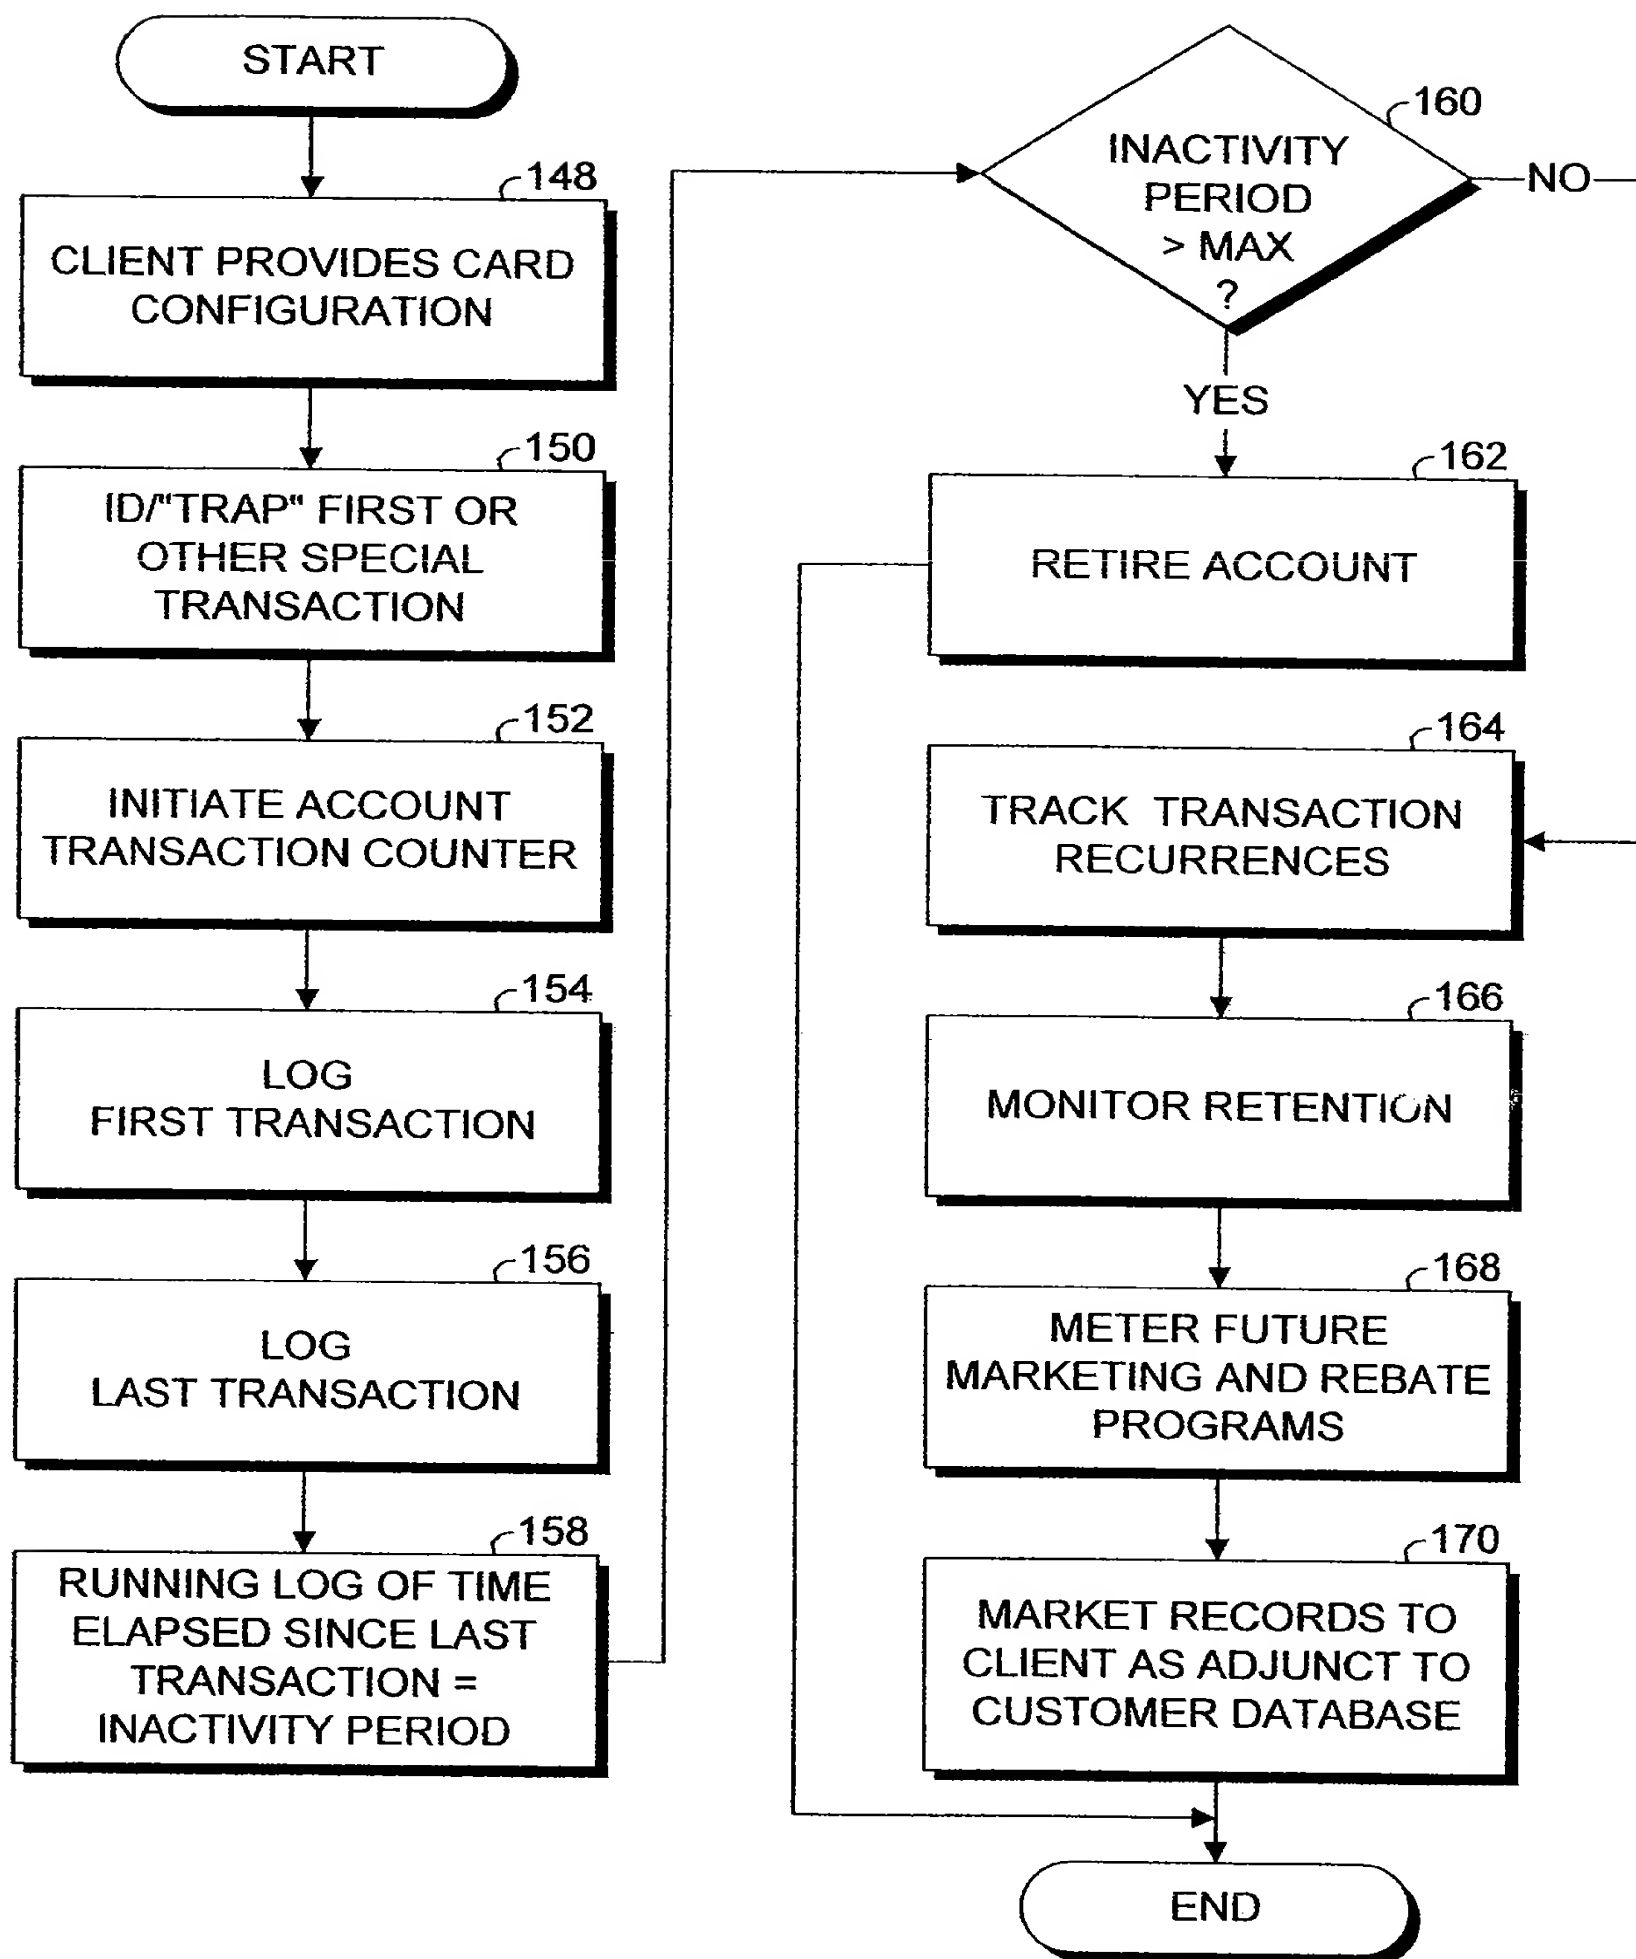 START
148
CLIENT PROVIDES CARD
CONFIGURATION
150
ID/"TRAP" FIRST OR
OTHER SPECIAL
TRANSACTION
152
INITIATE ACCOUNT
TRANSACTION COUNTER
154
LOG
FIRST TRANSACTION
156
LOG
LAST TRANSACTION
158
RUNNING LOG OF TIME
ELAPSED SINCE LAST
TRANSACTION =
INACTIVITY PERIOD
160
INACTIVITY
PERIOD
> MAX
?
NO
YES
162
RETIRE ACCOUNT
164
TRACK TRANSACTION
RECURRENCES
166
MONITOR RETENTION
168
METER FUTURE
MARKETING AND REBATE
PROGRAMS
170
MARKET RECORDS TO
CLIENT AS ADJUNCT TO
CUSTOMER DATABASE
END